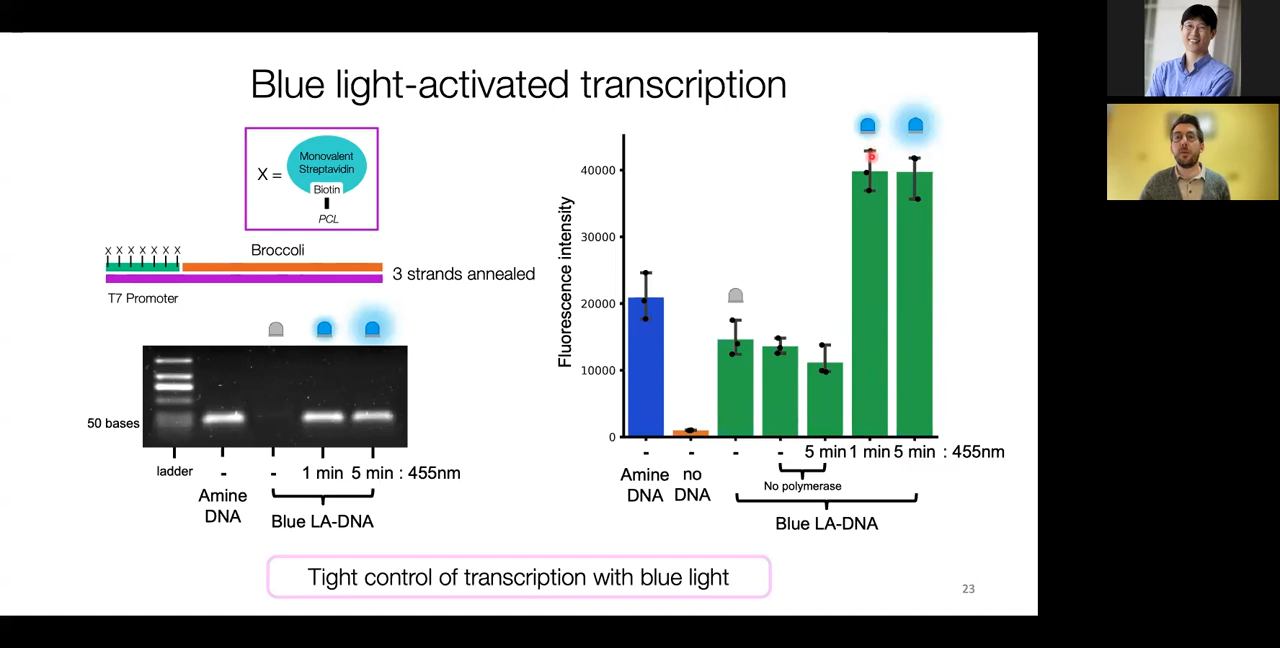 Blue light-activated transcription
X =
Monovalent
Streptavidin
Biotin
PCL
X X X X X X X
Broccoli
3 strands annealed
T7 Promoter
50 bases
ladder
-
-
1 min
5 min : 455nm
Amine
DNA
Blue LA-DNA
Fluorescence intensity
40000
30000
20000
10000
0
-
-
-
-
5 min 1 min 5 min : 455nm
Amine
DNA
no
DNA
No polymerase
Blue LA-DNA
Tight control of transcription with blue light
23